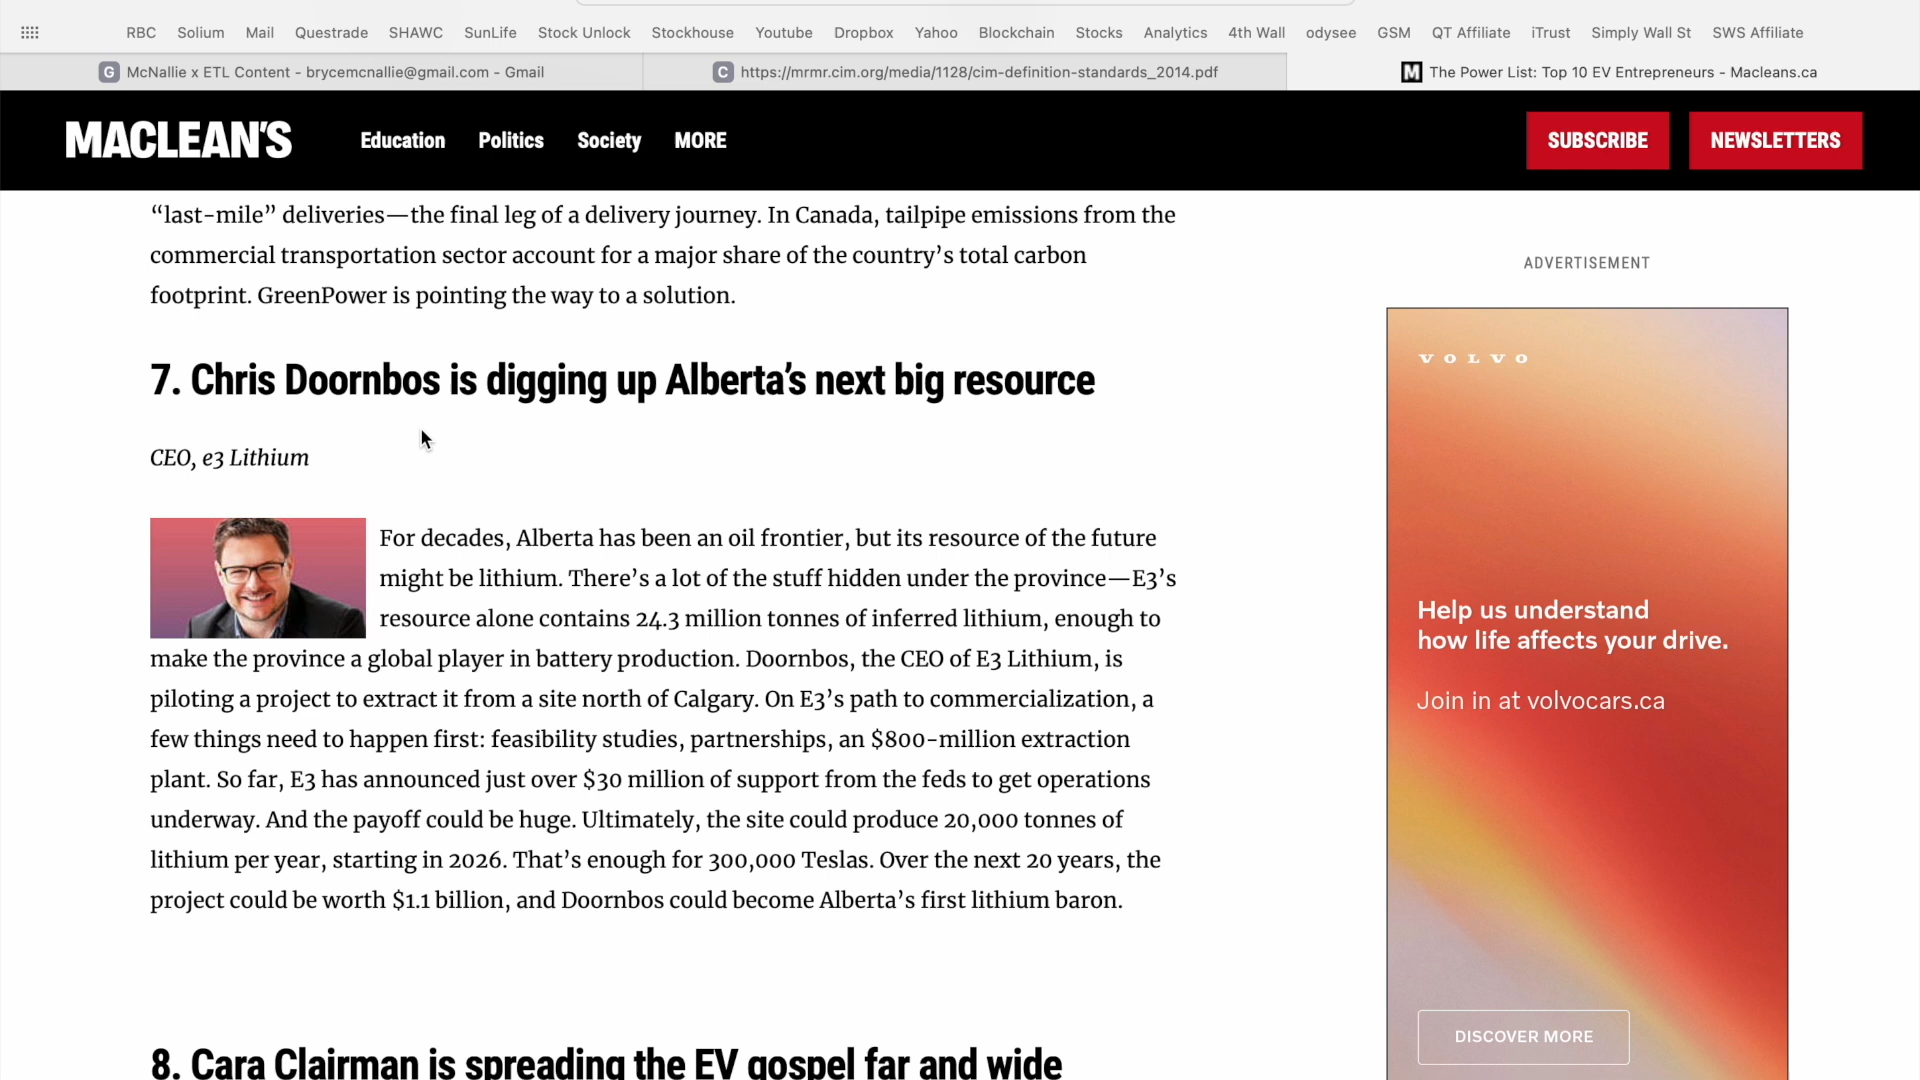 RBC Solium Mail Questrade SHAWC SunLife Stock Unlock Stockhouse Youtube Dropbox Yahoo Blockchain Stocks Analytics 4th Wall odysee GSM QT Affiliate iTrust Simply Wall St SWS Affiliate
G McNallie x ETL Content - brycemcnallie@gmail.com - Gmail
C https://mrmr.cim.org/media/1128/cim-definition-standards_2014.pdf
M The Power List: Top 10 EV Entrepreneurs - Macleans.ca
MACLEAN'S Education Politics Society MORE SUBSCRIBE NEWSLETTERS
“last-mile” deliveries—the final leg of a delivery journey. In Canada, tailpipe emissions from the
commercial transportation sector account for a major share of the country’s total carbon
footprint. GreenPower is pointing the way to a solution.
7. Chris Doornbos is digging up Alberta’s next big resource
CEO, e3 Lithium
For decades, Alberta has been an oil frontier, but its resource of the future
might be lithium. There’s a lot of the stuff hidden under the province—E3’s
resource alone contains 24.3 million tonnes of inferred lithium, enough to
make the province a global player in battery production. Doornbos, the CEO of E3 Lithium, is
piloting a project to extract it from a site north of Calgary. On E3’s path to commercialization, a
few things need to happen first: feasibility studies, partnerships, an $800-million extraction
plant. So far, E3 has announced just over $30 million of support from the feds to get operations
underway. And the payoff could be huge. Ultimately, the site could produce 20,000 tonnes of
lithium per year, starting in 2026. That’s enough for 300,000 Teslas. Over the next 20 years, the
project could be worth $1.1 billion, and Doornbos could become Alberta’s first lithium baron.
8. Cara Clairman is spreading the EV gospel far and wide
ADVERTISEMENT
VOLVO
Help us understand
how life affects your drive.
Join in at volvocars.ca
DISCOVER MORE